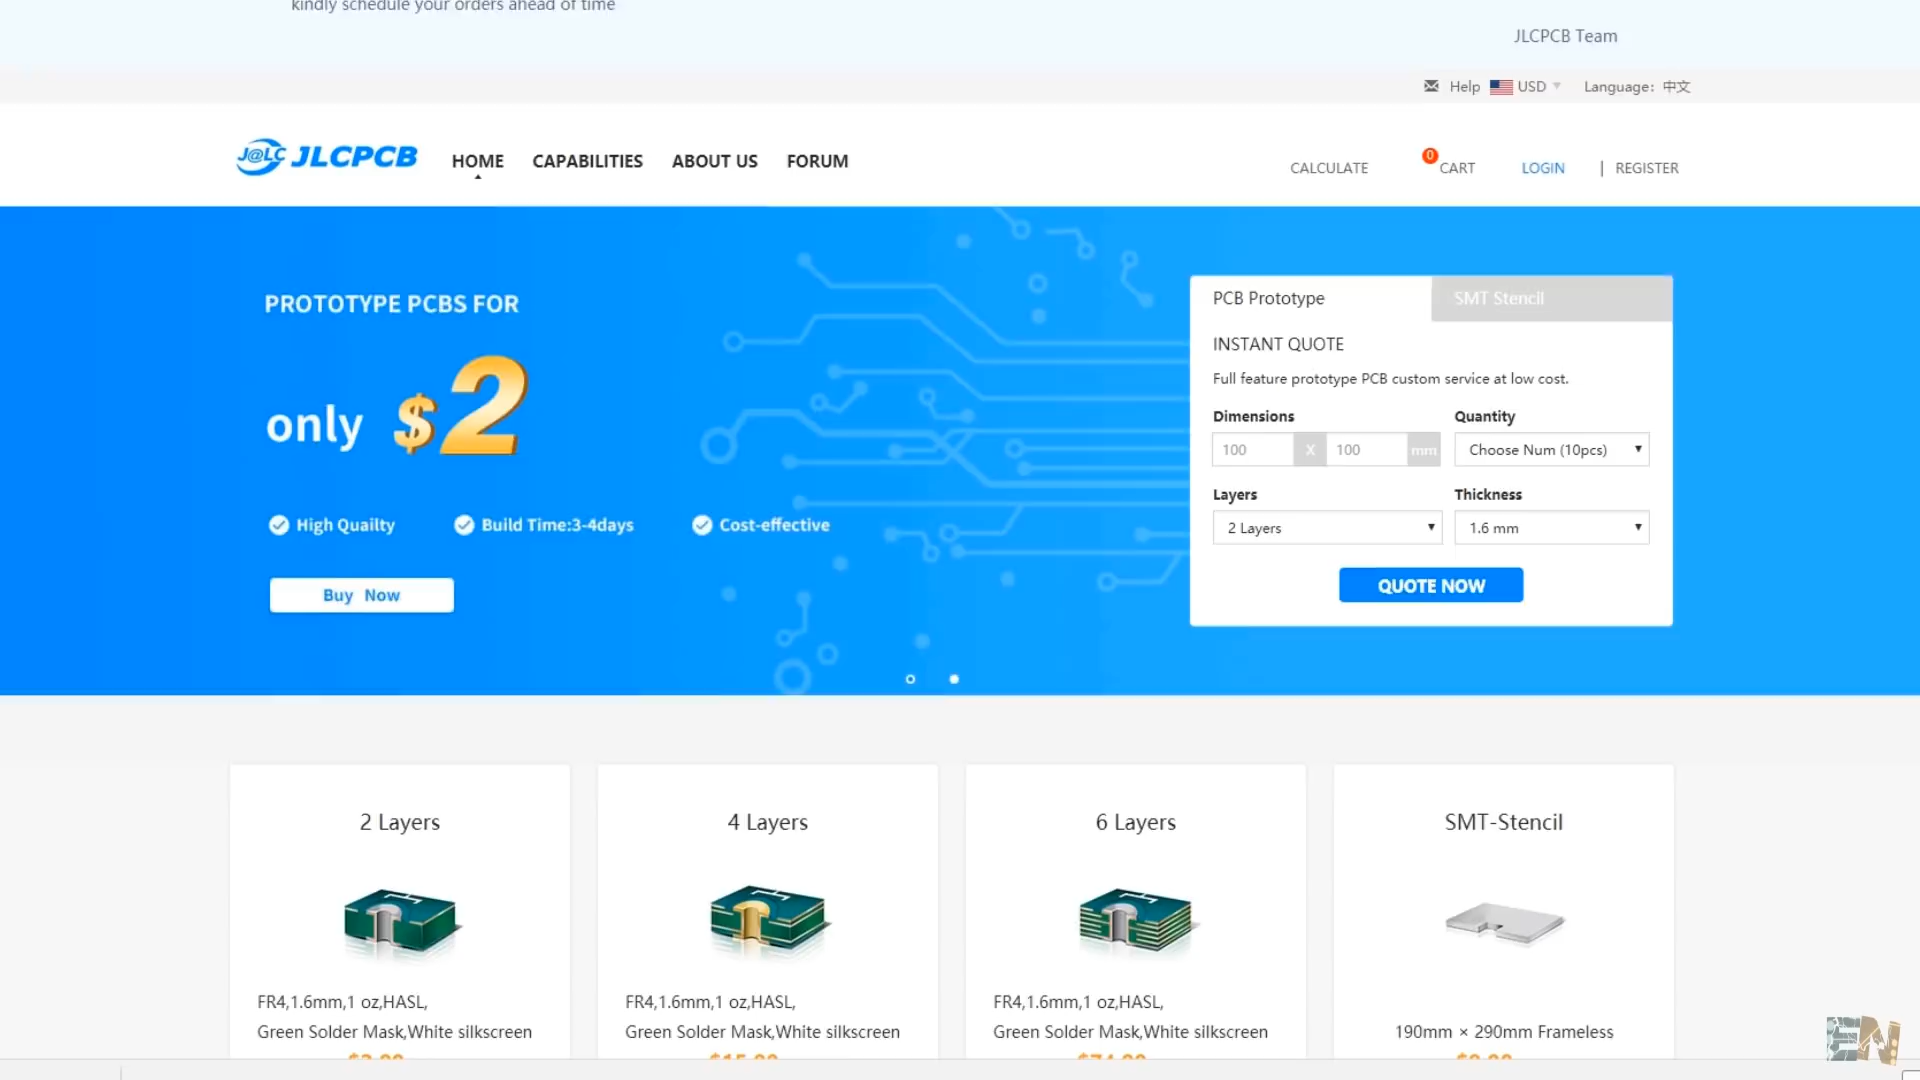 kindly schedule your orders ahead of time
JLCPCB Team
Help USD Language: 中文
J@LC JLCPCB HOME CAPABILITIES ABOUT US FORUM
CALCULATE 0 CART LOGIN | REGISTER
PROTOTYPE PCBS FOR
only $2
High Quailty Build Time:3-4days Cost-effective
Buy Now
PCB Prototype SMT Stencil
INSTANT QUOTE
Full feature prototype PCB custom service at low cost.
Dimensions Quantity
100 X 100 mm Choose Num (10pcs)
Layers Thickness
2 Layers 1.6 mm
QUOTE NOW
2 Layers
FR4,1.6mm,1 oz,HASL,
Green Solder Mask,White silkscreen
4 Layers
FR4,1.6mm,1 oz,HASL,
Green Solder Mask,White silkscreen
6 Layers
FR4,1.6mm,1 oz,HASL,
Green Solder Mask,White silkscreen
SMT-Stencil
190mm × 290mm Frameless
EN